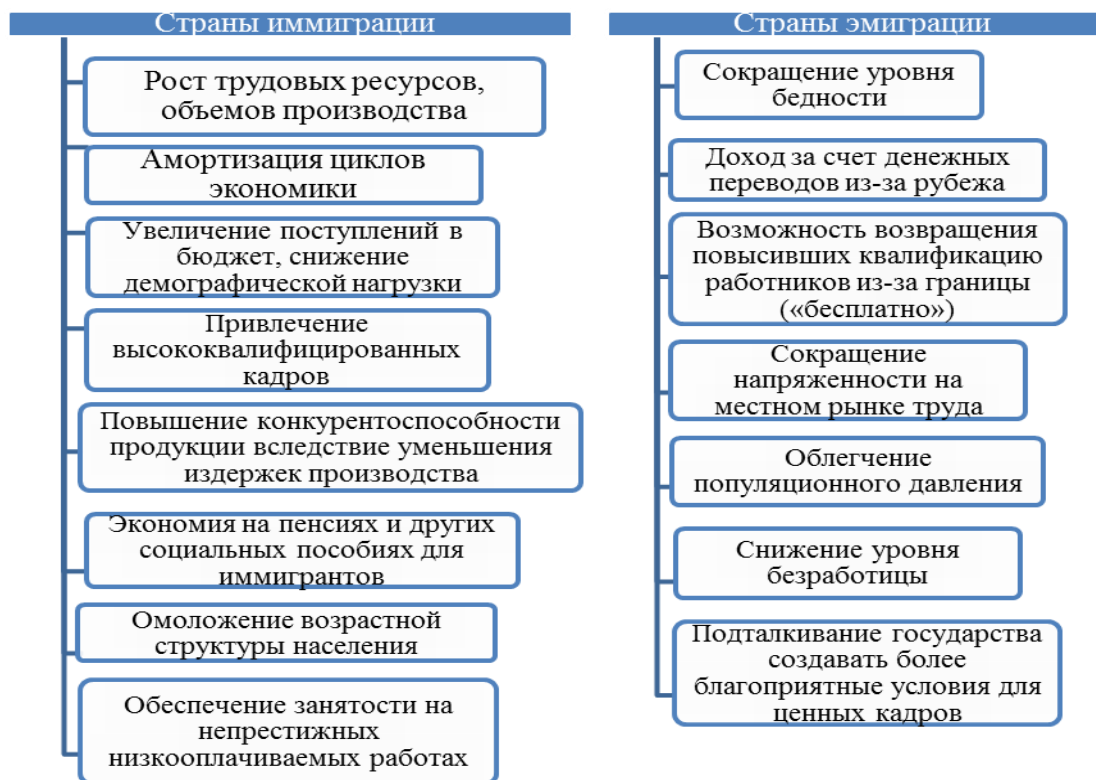 Страны иммиграции
Рост трудовых ресурсов,
объемов производства
Амортизация циклов
экономики
Увеличение поступлений в
бюджет, снижение
демографической нагрузки
Привлечение
высококвалифицированных
кадров
Повышение конкурентоспособности
продукции вследствие уменьшения
издержек производства
Экономия на пенсиях и других
социальных пособиях для
иммигрантов
Омоложение возрастной
структуры населения
Обеспечение занятости на
непрестижных
низкооплачиваемых работах
Страны эмиграции
Сокращение уровня
бедности
Доход за счет денежных
переводов из-за рубежа
Возможность возвращения
повысивших квалификацию
работников из-за границы
(«бесплатно»)
Сокращение
напряженности на
местном рынке труда
Облегчение
популяционного давления
Снижение уровня
безработицы
Подталкивание государства
создавать более
благоприятные условия для
ценных кадров